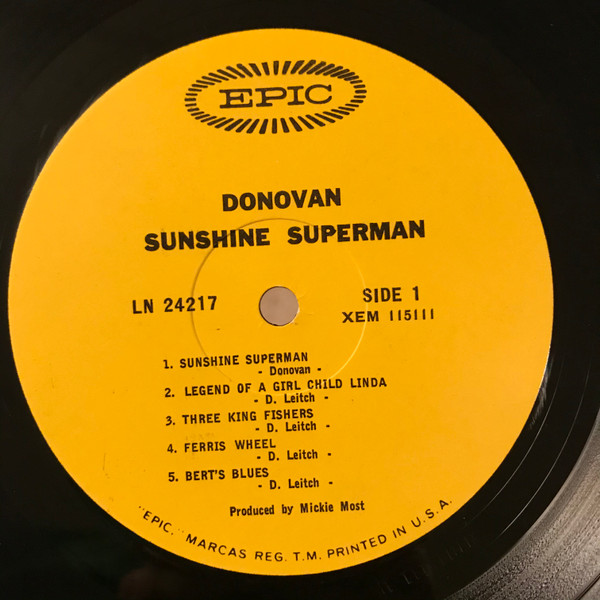 EPIC
DONOVAN
SUNSHINE SUPERMAN
LN 24217
SIDE 1
XEM 115111
1. SUNSHINE SUPERMAN
- Donovan -
2. LEGEND OF A GIRL CHILD LINDA
- D. Leitch -
3. THREE KING FISHERS
- D. Leitch -
4. FERRIS WHEEL
- D. Leitch -
5. BERT'S BLUES
- D. Leitch -
Produced by Mickie Most
"EPIC," MARCAS REG. T.M. PRINTED IN U.S.A.